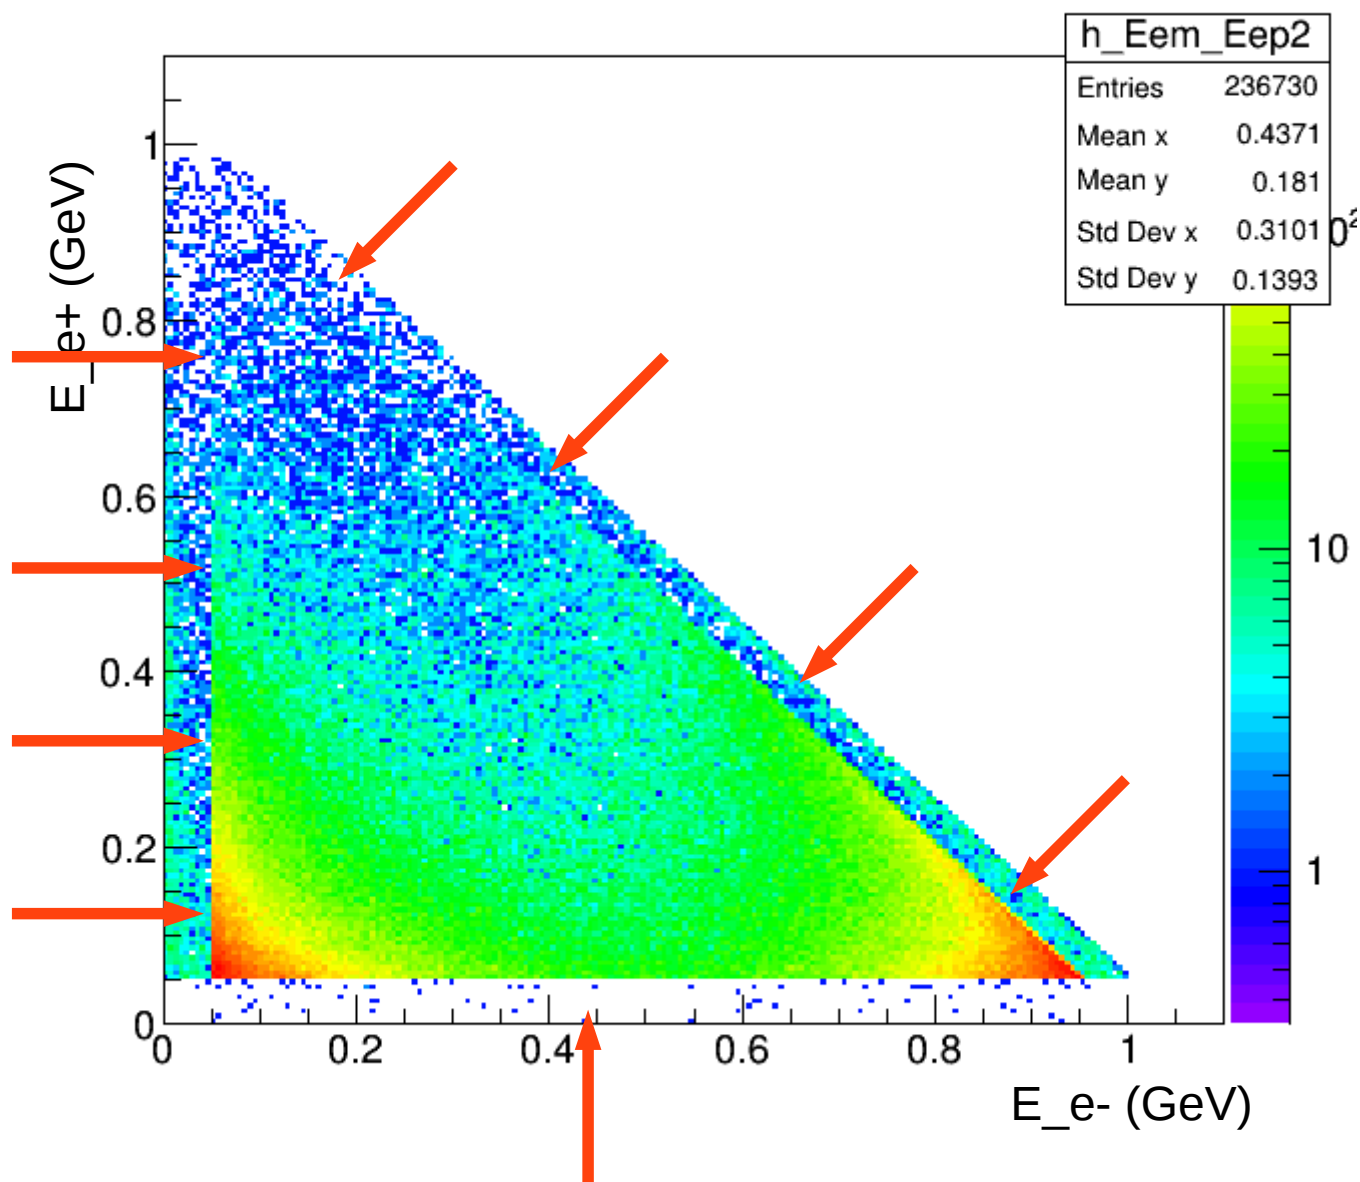 h_Eem_Eep2
Entries 236730
Mean x 0.4371
Mean y 0.181
Std Dev x 0.3101
Std Dev y 0.1393
0²
10
1
E_e+ (GeV)
1
0.8
0.6
0.4
0.2
0
0 0.2 0.4 0.6 0.8 1
E_e- (GeV)